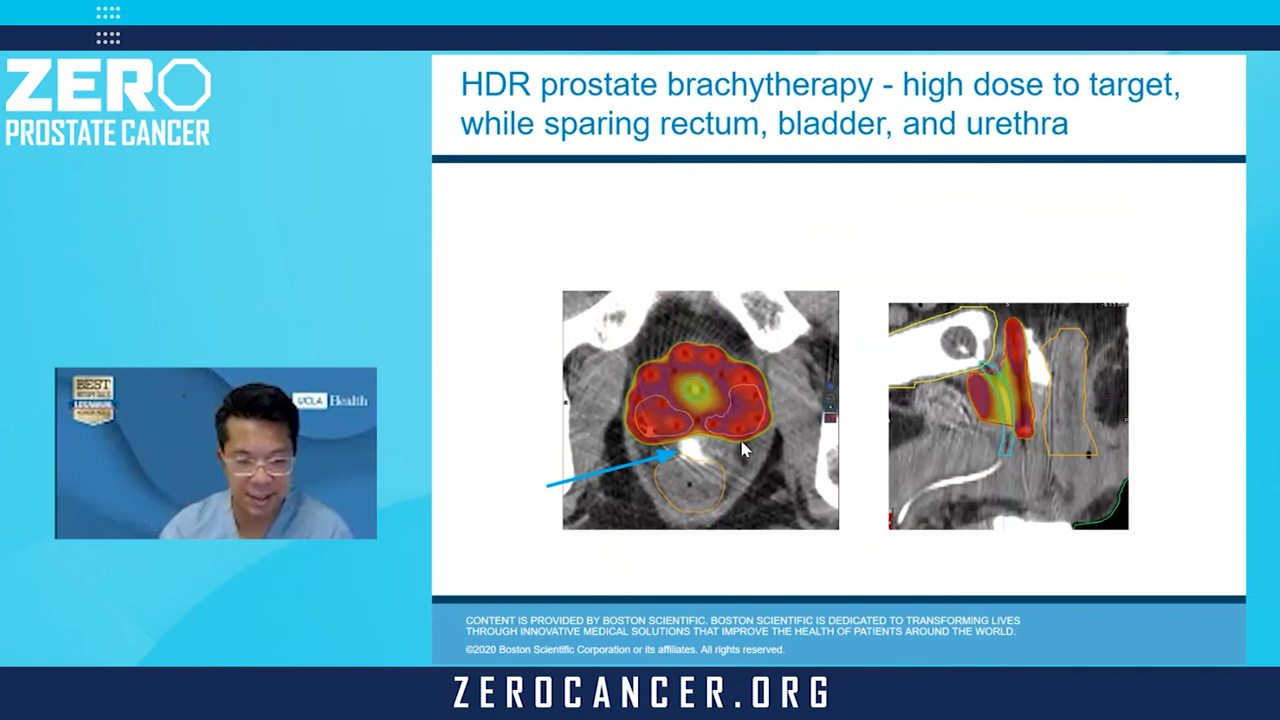 ZERO
PROSTATE CANCER
HDR prostate brachytherapy - high dose to target,
while sparing rectum, bladder, and urethra
BEST
HOSPITALS
UCLA Health
CONTENT IS PROVIDED BY BOSTON SCIENTIFIC. BOSTON SCIENTIFIC IS DEDICATED TO TRANSFORMING LIVES
THROUGH INNOVATIVE MEDICAL SOLUTIONS THAT IMPROVE THE HEALTH OF PATIENTS AROUND THE WORLD.
©2020 Boston Scientific Corporation or its affiliates. All rights reserved.
ZEROCANCER.ORG